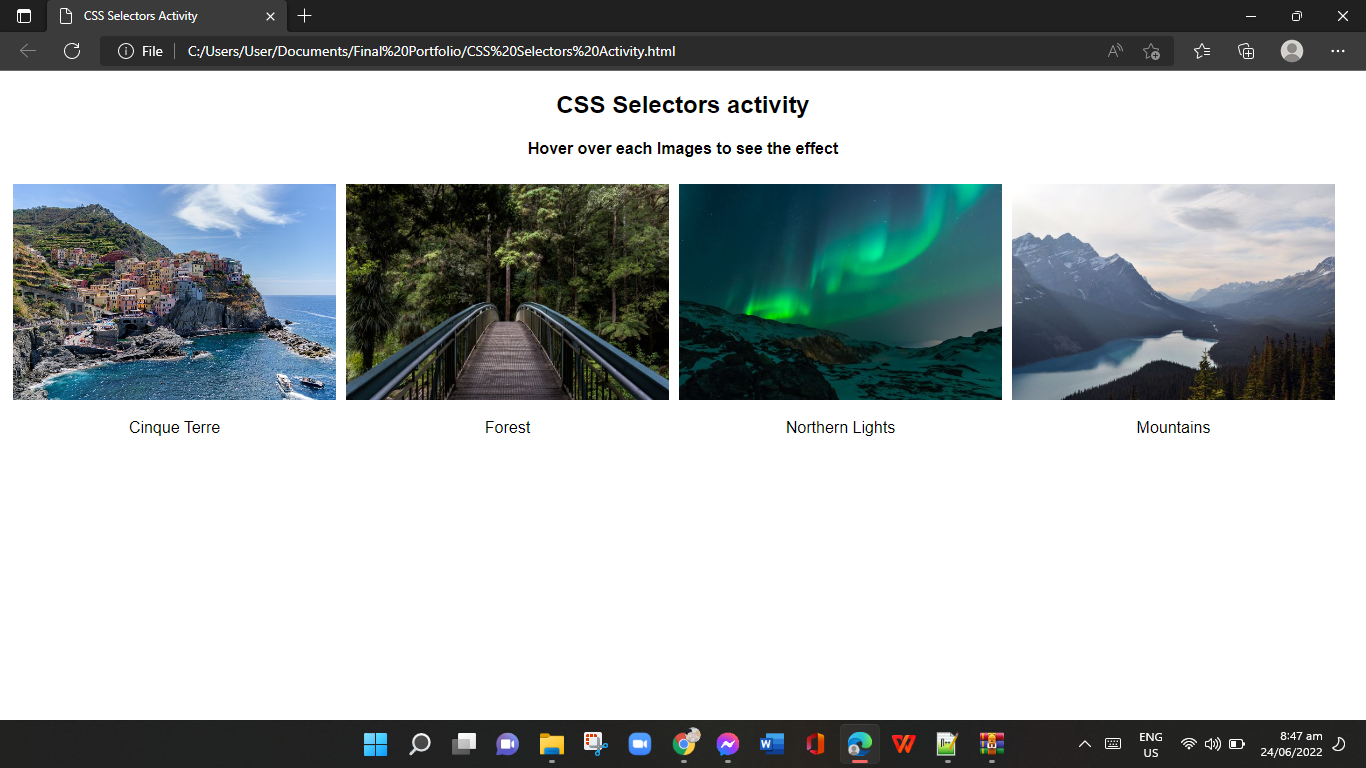 CSS Selectors Activity
File C:/Users/User/Documents/Final%20Portfolio/CSS%20Selectors%20Activity.html
CSS Selectors activity
Hover over each Images to see the effect
Cinque Terre
Forest
Northern Lights
Mountains
ENG
US
8:47 am
24/06/2022